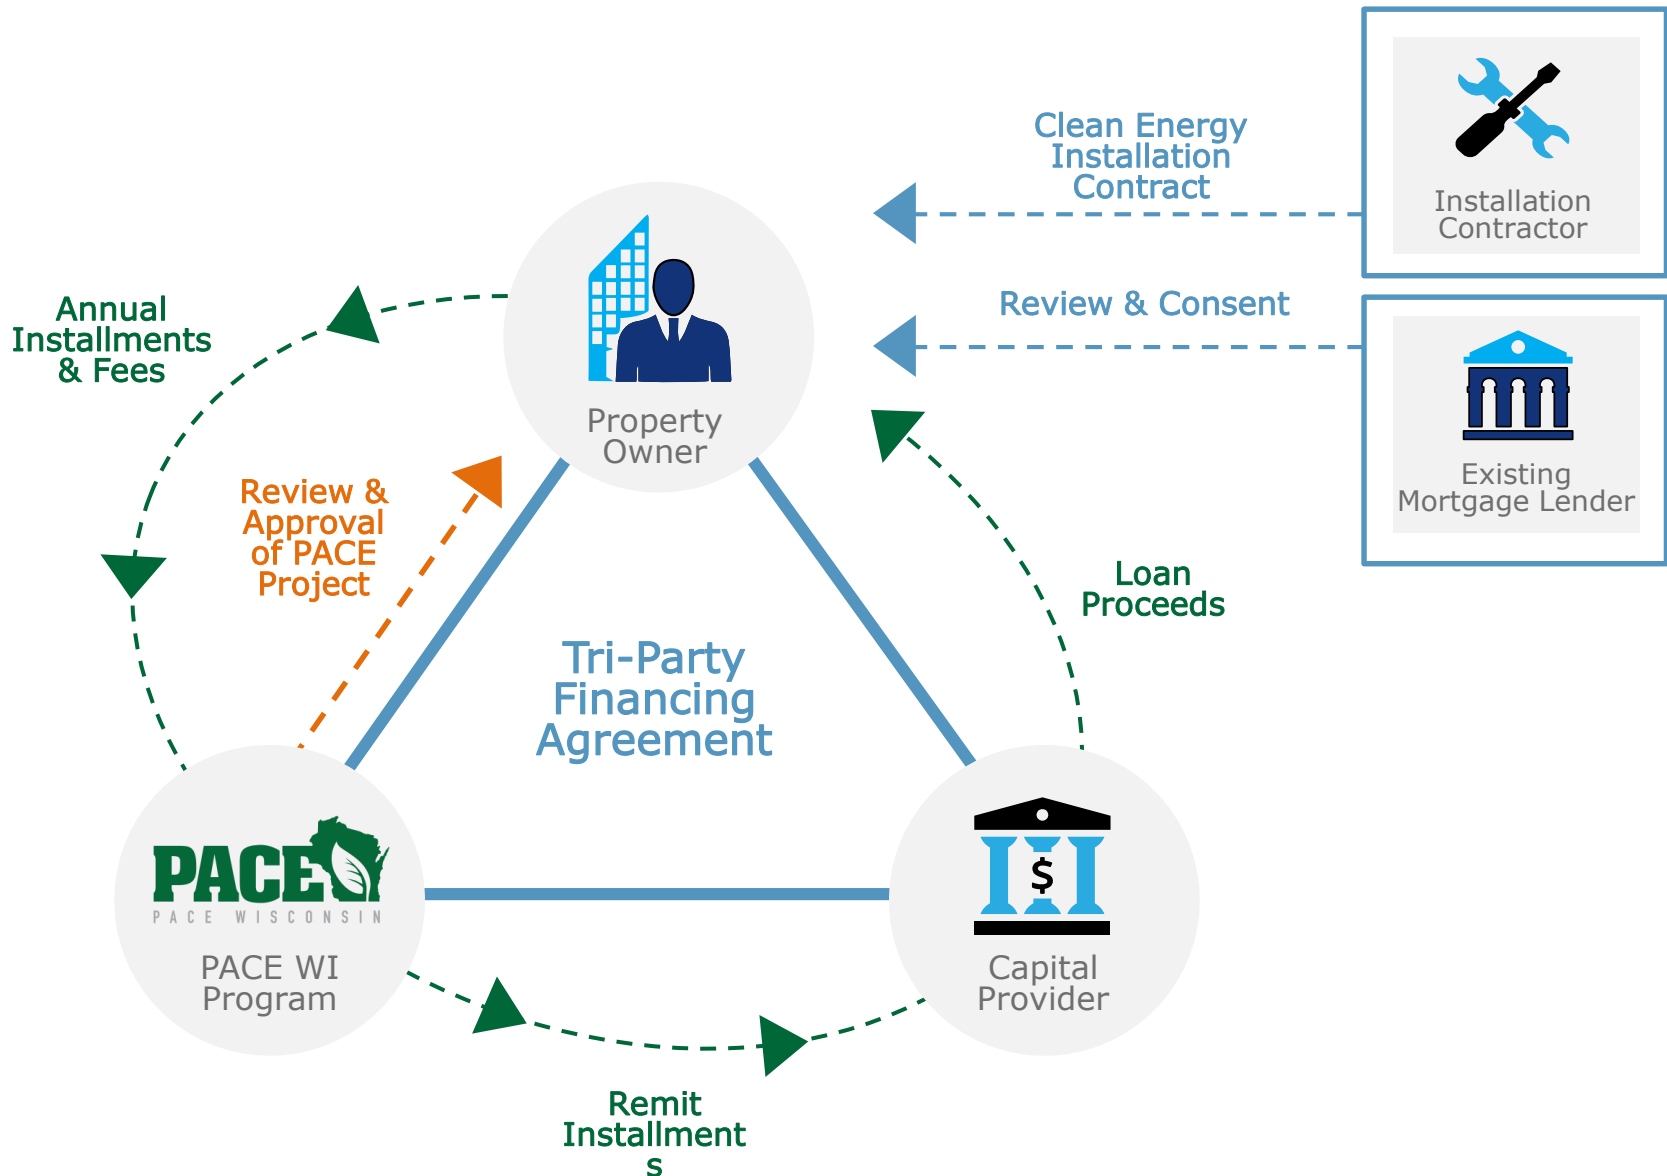 Clean Energy
Installation
Contract
Installation
Contractor
Review & Consent
Existing
Mortgage Lender
Annual
Installments
& Fees
Property
Owner
Review &
Approval
of PACE
Project
Loan
Proceeds
Tri-Party
Financing
Agreement
PACE
PACE WISCONSIN
PACE WI
Program
$
Capital
Provider
Remit
Installment
s